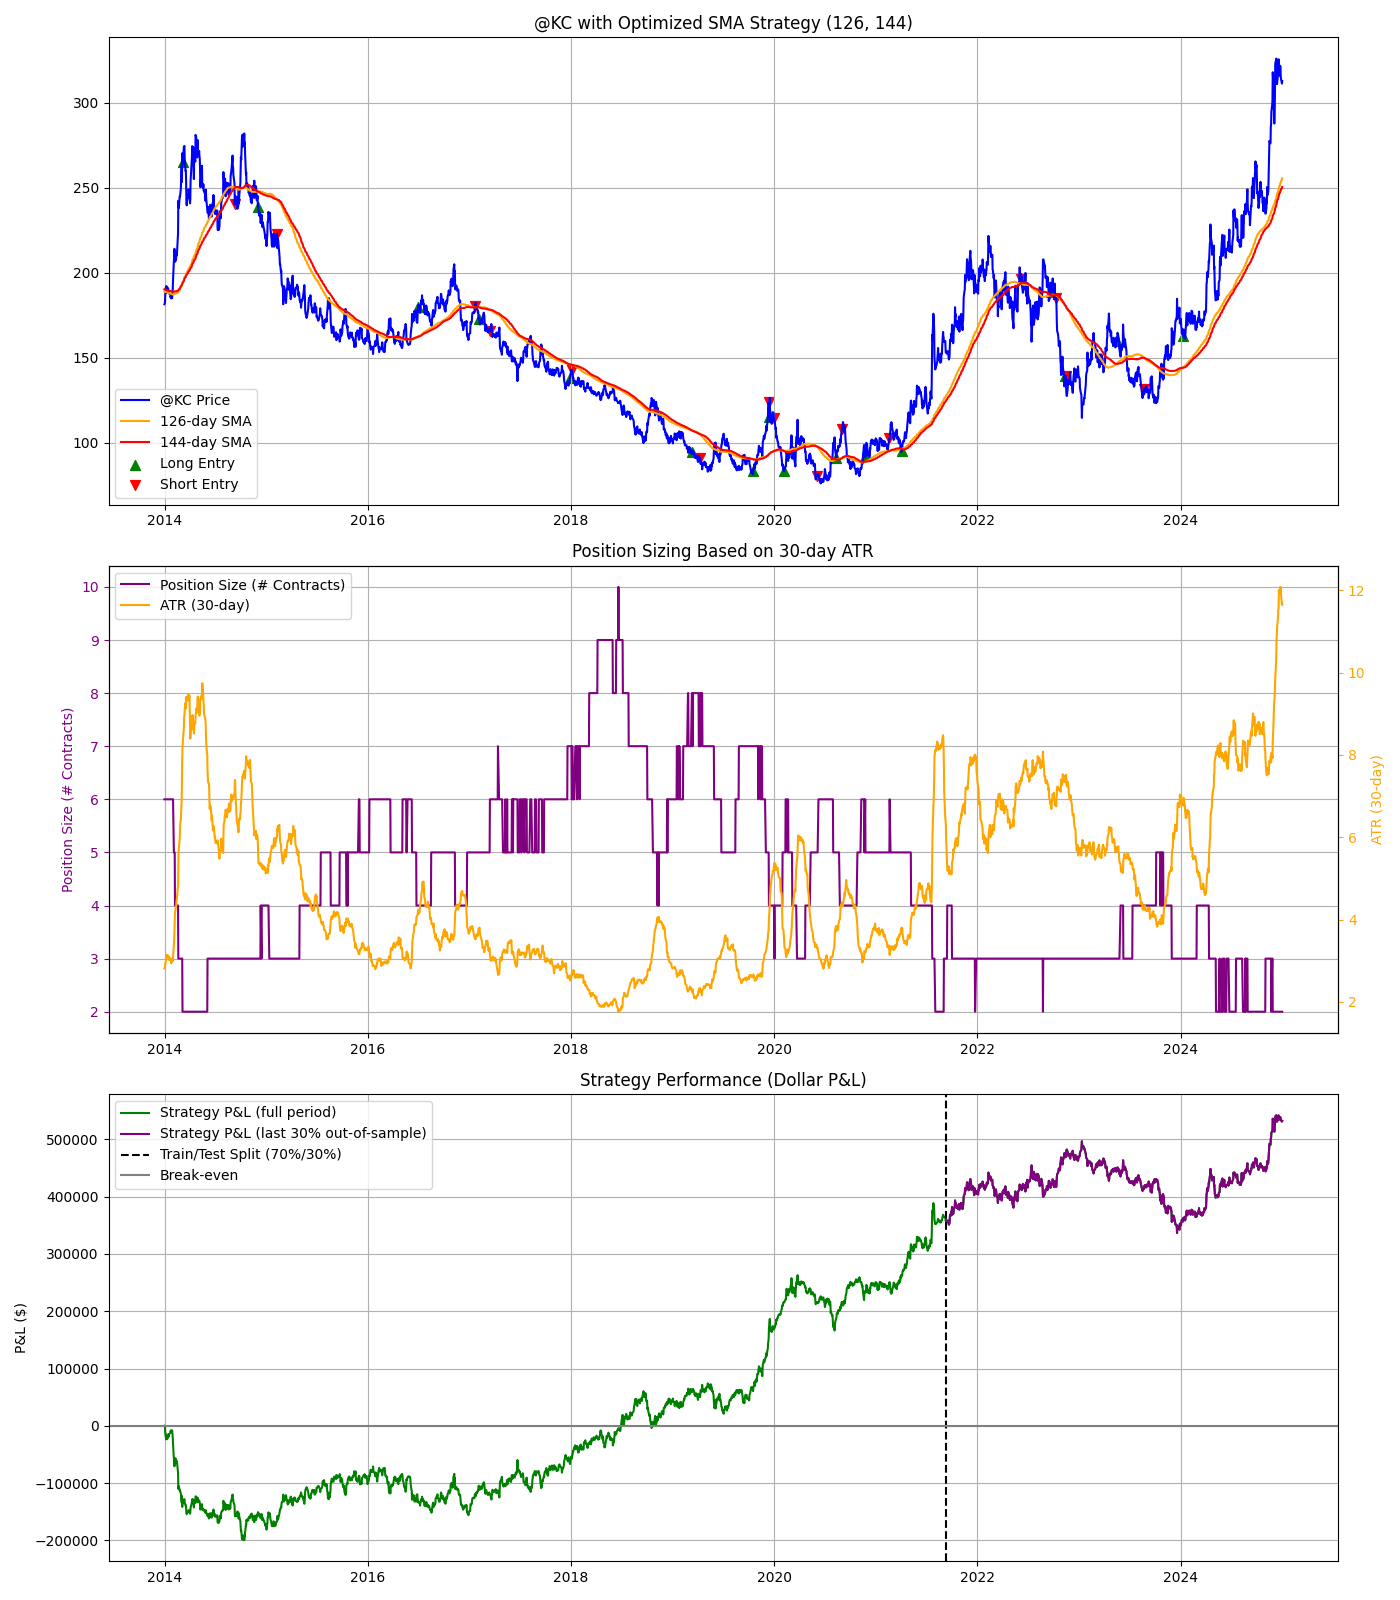 @KC with Optimized SMA Strategy (126, 144)
300
250
200
150
100
@KC Price
126-day SMA
144-day SMA
Long Entry
Short Entry
2014 2016 2018 2020 2022 2024
Position Sizing Based on 30-day ATR
Position Size (# Contracts)
10
9
8
7
6
5
4
3
2
Position Size (# Contracts)
ATR (30-day)
12
10
8
6
4
2
ATR (30-day)
2014 2016 2018 2020 2022 2024
Strategy Performance (Dollar P&L)
P&L ($)
500000
400000
300000
200000
100000
0
−100000
−200000
Strategy P&L (full period)
Strategy P&L (last 30% out-of-sample)
Train/Test Split (70%/30%)
Break-even
2014 2016 2018 2020 2022 2024